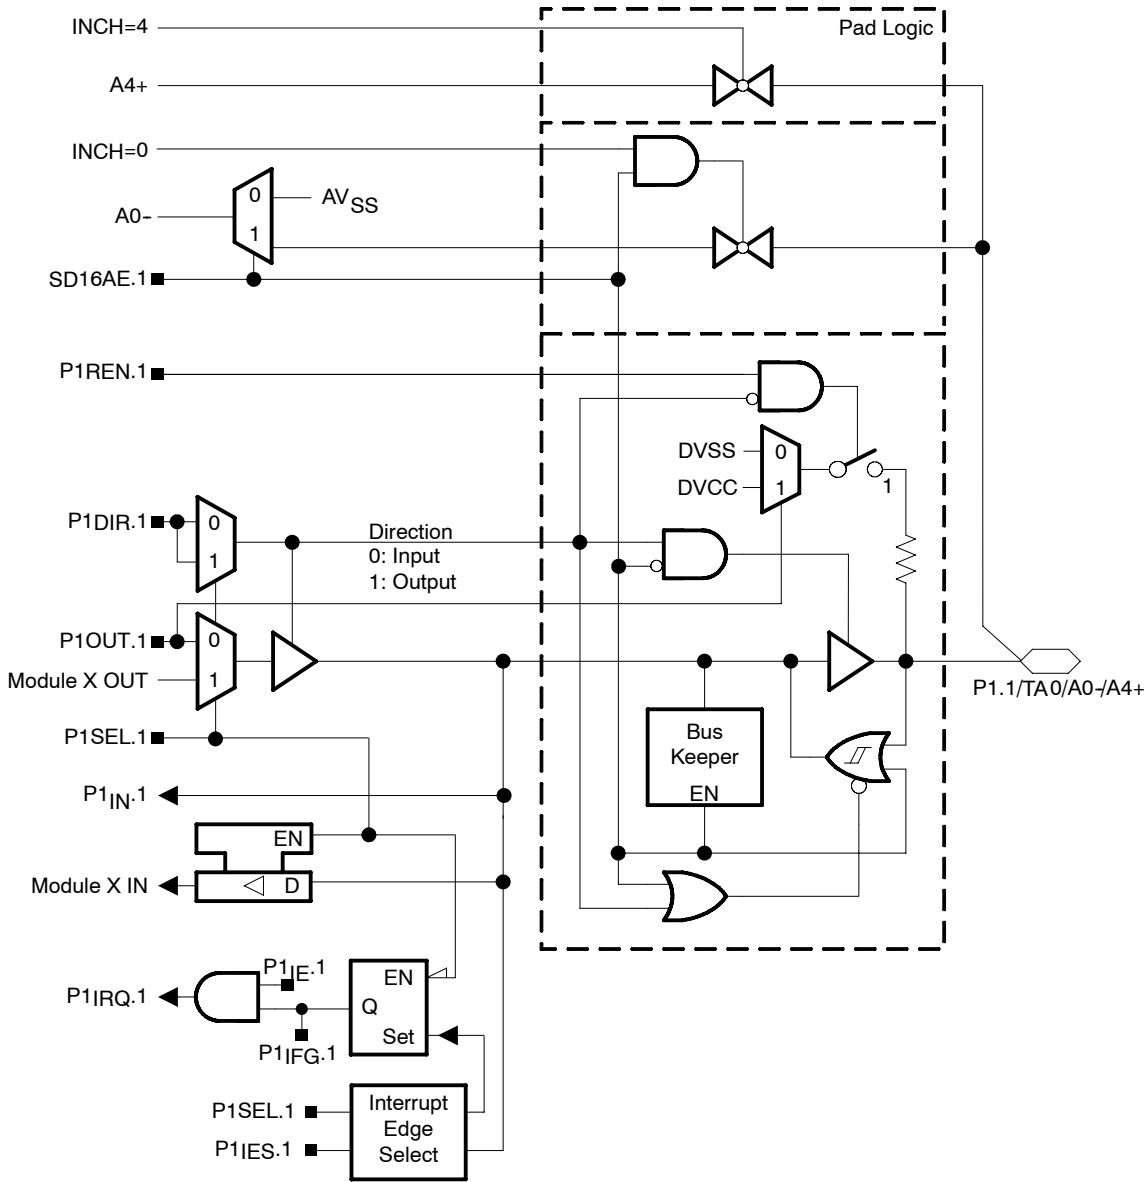 INCH=4
Pad Logic
A4+
INCH=0
0
AVSS
A0-
1
SD16AE.1
P1REN.1
DVSS
0
DVCC
1
1
P1DIR.1
0
1
Direction
0: Input
1: Output
P1OUT.1
0
Module X OUT
1
P1.1/TA0/A0-/A4+
P1SEL.1
Bus
Keeper
EN
P1IN.1
EN
Module X IN
D
P1IE.1
EN
P1IRQ.1
Q
Set
P1IFG.1
P1SEL.1
P1IES.1
Interrupt
Edge
Select